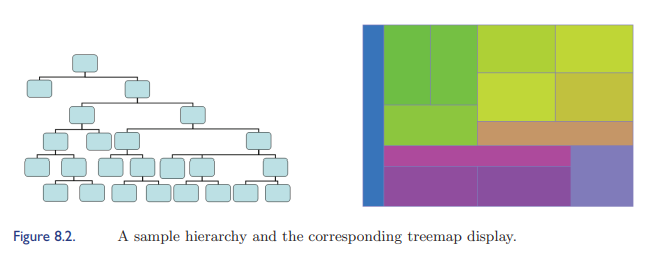 Figure 8.2. A sample hierarchy and the corresponding treemap display.